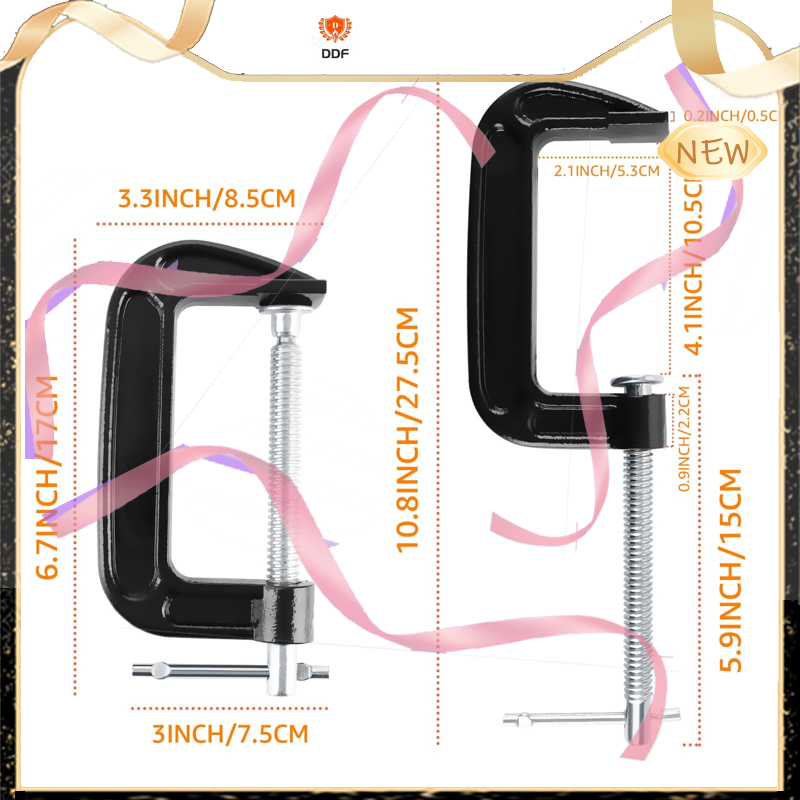 DDF
0.2INCH/0.5C
NEW
2.1INCH/5.3CM
3.3INCH/8.5CM
4.1INCH/10.5C
10.8INCH/27.5CM
6.7INCH/17CM
0.9INCH/2.2CM
5.9INCH/15CM
3INCH/7.5CM